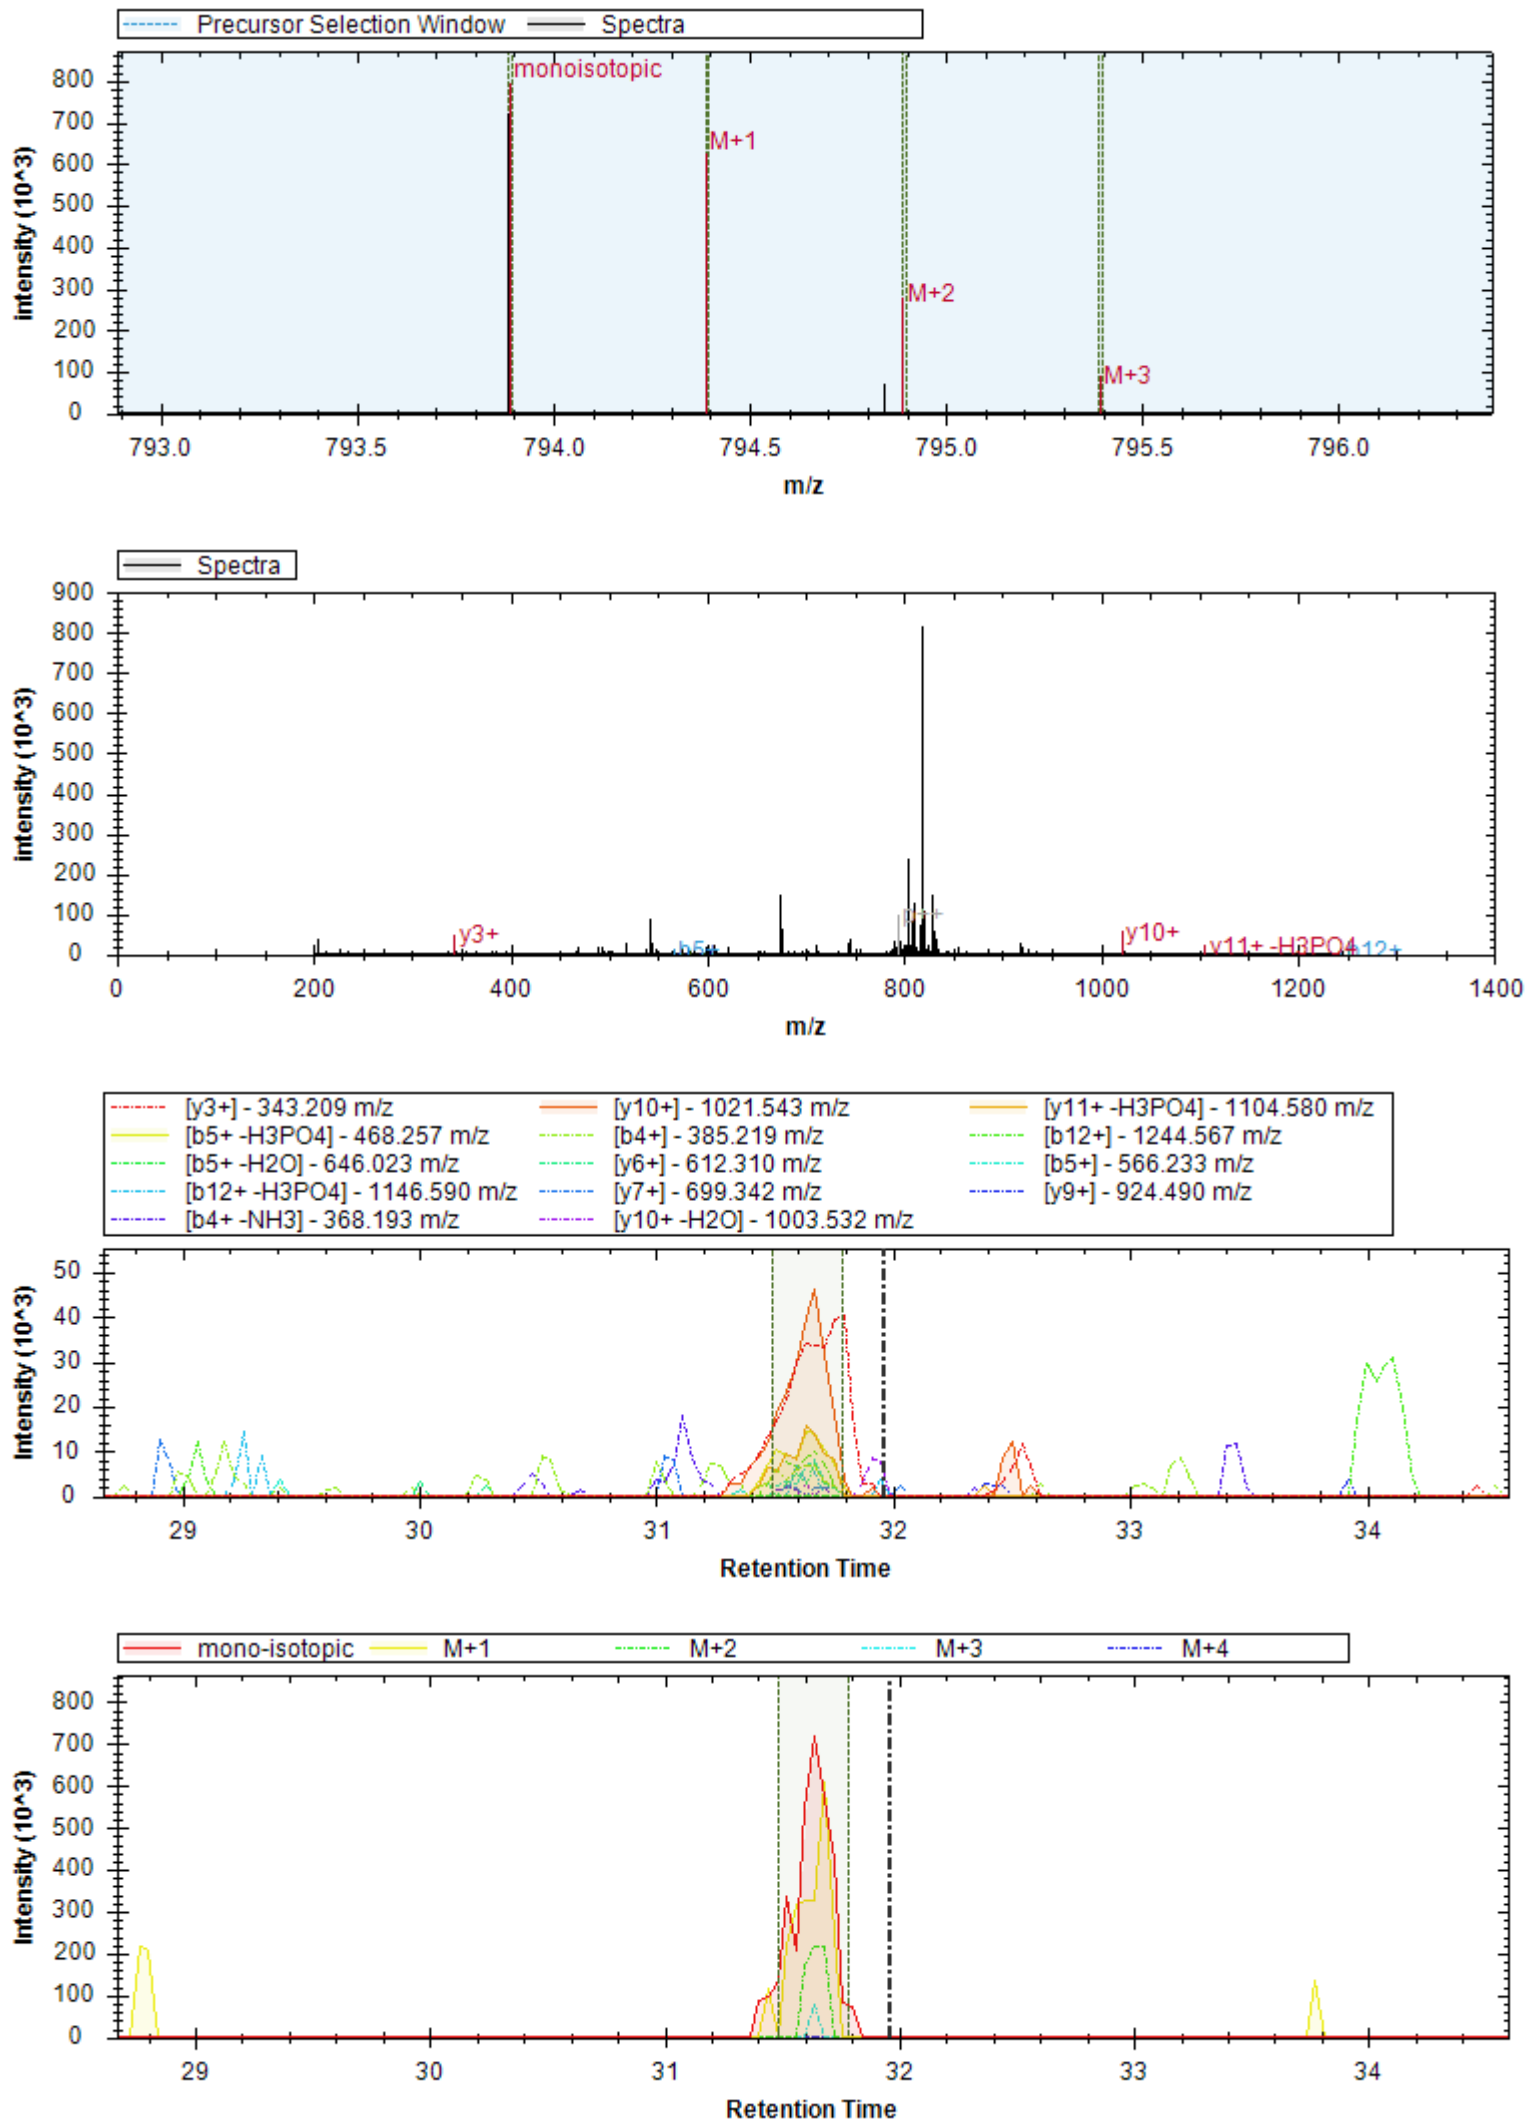 Precursor Selection Window Spectra
monoisotopic
M+1
M+2
M+3
800
700
600
500
400
300
200
100
0
intensity (10^3)
793.0 793.5 794.0 794.5 795.0 795.5 796.0
m/z
Spectra
900
800
700
600
500
400
300
200
100
0
intensity (10^3)
y3+ b5+ p++ y10+ y11+ -H3PO4 b12+
0 200 400 600 800 1000 1200 1400
m/z
[y3+] - 343.209 m/z [y10+] - 1021.543 m/z [y11+ -H3PO4] - 1104.580 m/z
[b5+ -H3PO4] - 468.257 m/z [b4+] - 385.219 m/z [b12+] - 1244.567 m/z
[b5+ -H2O] - 646.023 m/z [y6+] - 612.310 m/z [b5+] - 566.233 m/z
[b12+ -H3PO4] - 1146.590 m/z [y7+] - 699.342 m/z [y9+] - 924.490 m/z
[b4+ -NH3] - 368.193 m/z [y10+ -H2O] - 1003.532 m/z
50
40
30
20
10
0
Intensity (10^3)
29 30 31 32 33 34
Retention Time
mono-isotopic M+1 M+2 M+3 M+4
800
700
600
500
400
300
200
100
0
Intensity (10^3)
29 30 31 32 33 34
Retention Time